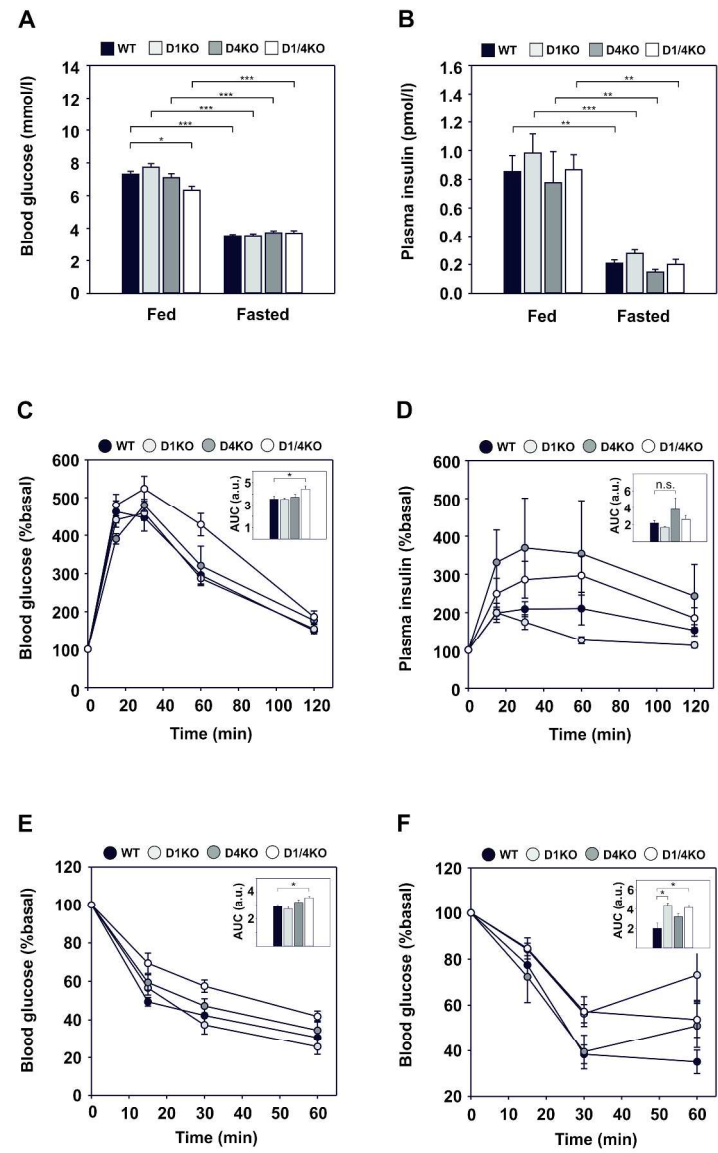 A
WT D1KO D4KO D1/4KO
Blood glucose (mmol/l)
14
12
10
8
6
4
2
0
***
***
***
***
*
Fed Fasted
B
WT D1KO D4KO D1/4KO
Plasma insulin (pmol/l)
1.6
1.4
1.2
1.0
0.8
0.6
0.4
0.2
0.0
**
**
***
**
Fed Fasted
C
WT D1KO D4KO D1/4KO
Blood glucose (%basal)
600
500
400
300
200
100
0
AUC (a.u.)
5
3
1
*
0 20 40 60 80 100 120
Time (min)
D
WT D1KO D4KO D1/4KO
Plasma insulin (%basal)
600
500
400
300
200
100
0
AUC (a.u.)
6
4
2
n.s.
0 20 40 60 80 100 120
Time (min)
E
WT D1KO D4KO D1/4KO
Blood glucose (%basal)
120
100
80
60
40
20
0
AUC (a.u.)
4
2
*
0 10 20 30 40 50 60
Time (min)
F
WT D1KO D4KO D1/4KO
Blood glucose (%basal)
120
100
80
60
40
20
AUC (a.u.)
6
4
2
*
*
0 10 20 30 40 50 60
Time (min)